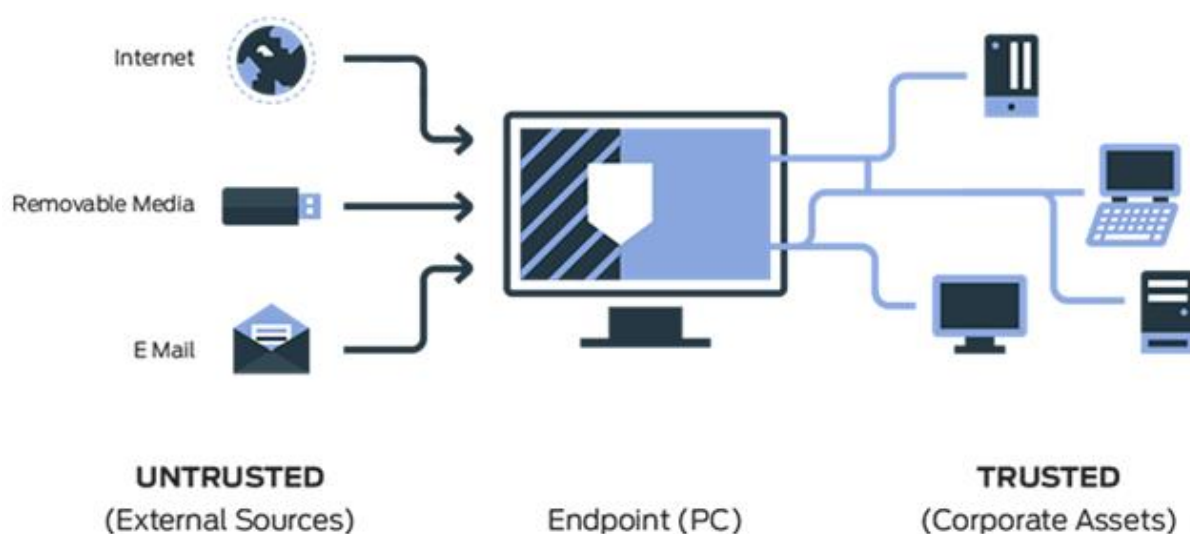 Internet
Removable Media
E Mail
UNTRUSTED
(External Sources)
Endpoint (PC)
TRUSTED
(Corporate Assets)